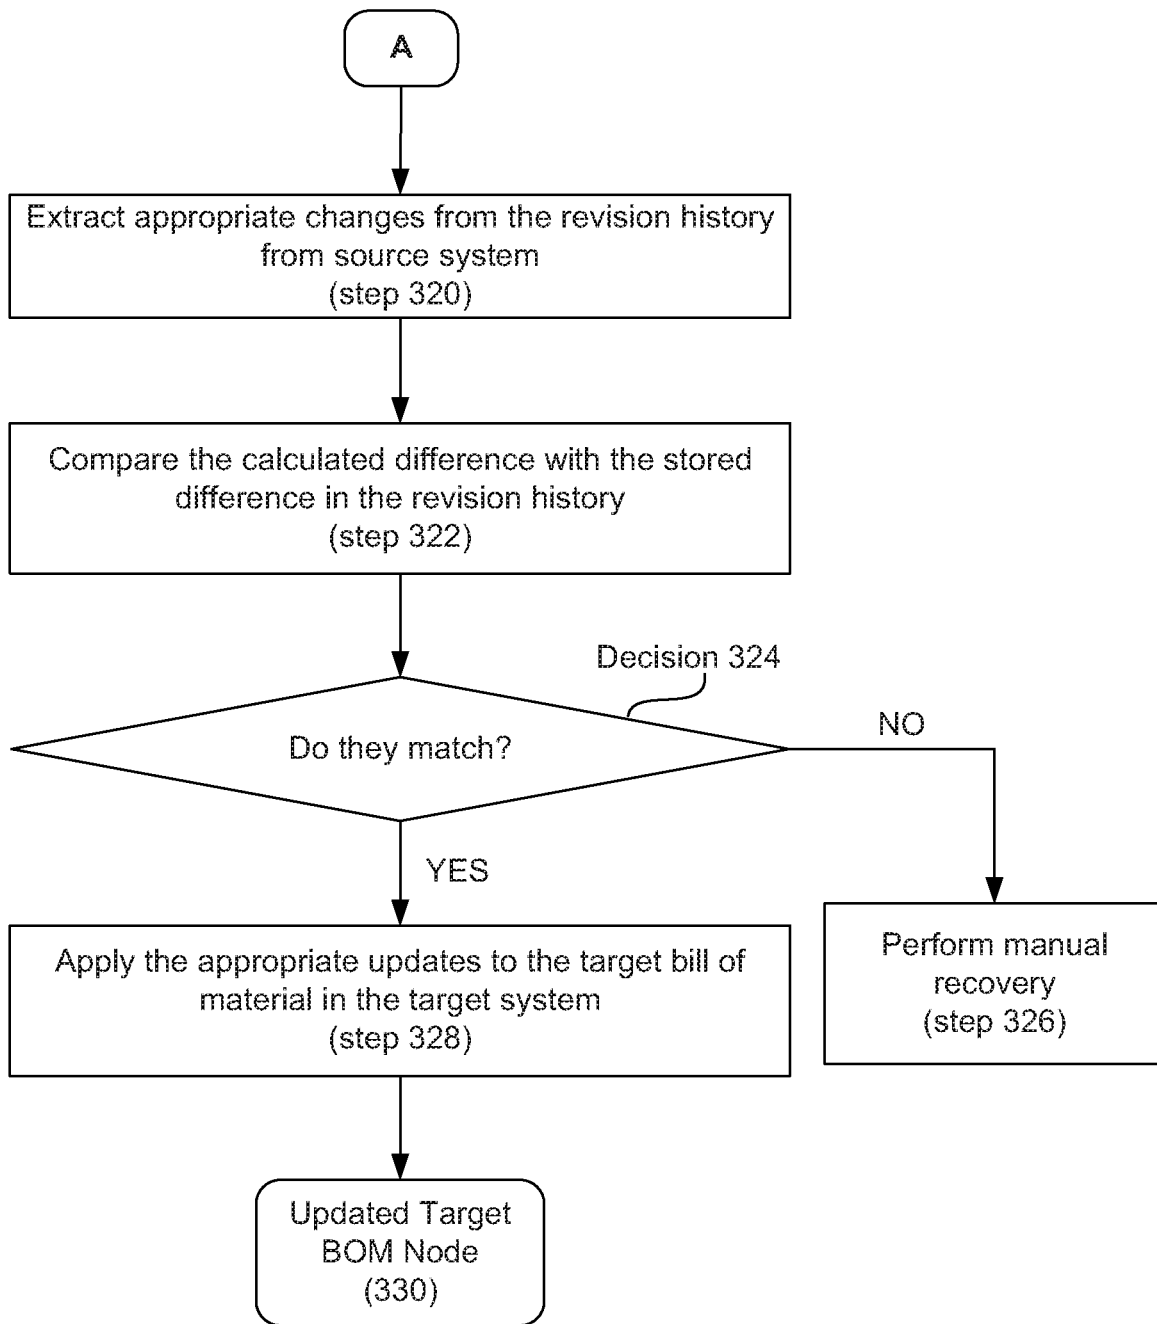 A
Extract appropriate changes from the revision history
from source system
(step 320)
Compare the calculated difference with the stored
difference in the revision history
(step 322)
Decision 324
Do they match?
NO
YES
Apply the appropriate updates to the target bill of
material in the target system
(step 328)
Perform manual
recovery
(step 326)
Updated Target
BOM Node
(330)